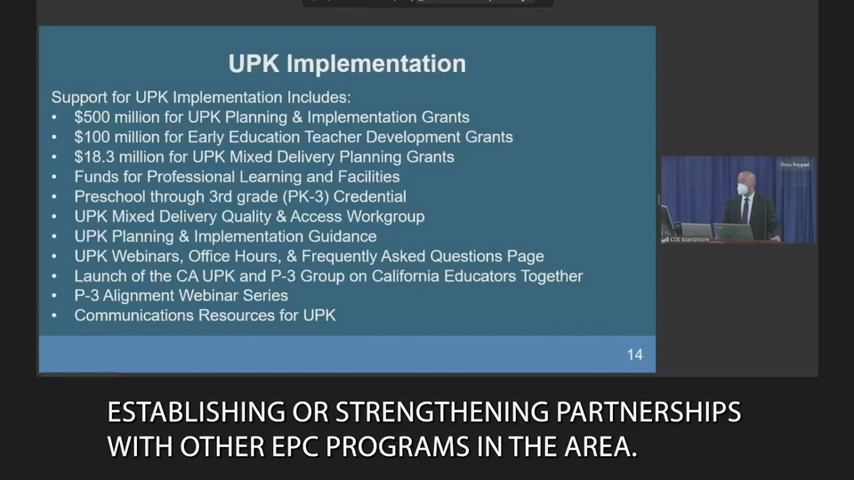 UPK Implementation
Support for UPK Implementation Includes:
• $500 million for UPK Planning & Implementation Grants
• $100 million for Early Education Teacher Development Grants
• $18.3 million for UPK Mixed Delivery Planning Grants
• Funds for Professional Learning and Facilities
• Preschool through 3rd grade (PK-3) Credential
• UPK Mixed Delivery Quality & Access Workgroup
• UPK Planning & Implementation Guidance
• UPK Webinars, Office Hours, & Frequently Asked Questions Page
• Launch of the CA UPK and P-3 Group on California Educators Together
• P-3 Alignment Webinar Series
• Communications Resources for UPK
14
Show Keypad
CDE Boardroom
ESTABLISHING OR STRENGTHENING PARTNERSHIPS
WITH OTHER EPC PROGRAMS IN THE AREA.